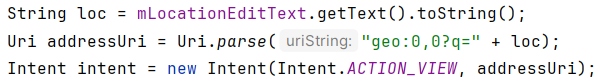 String loc = mLocationEditText.getText().toString();
Uri addressUri = Uri.parse( uriString: "geo:0,0?q=" + loc);
Intent intent = new Intent(Intent.ACTION_VIEW, addressUri);